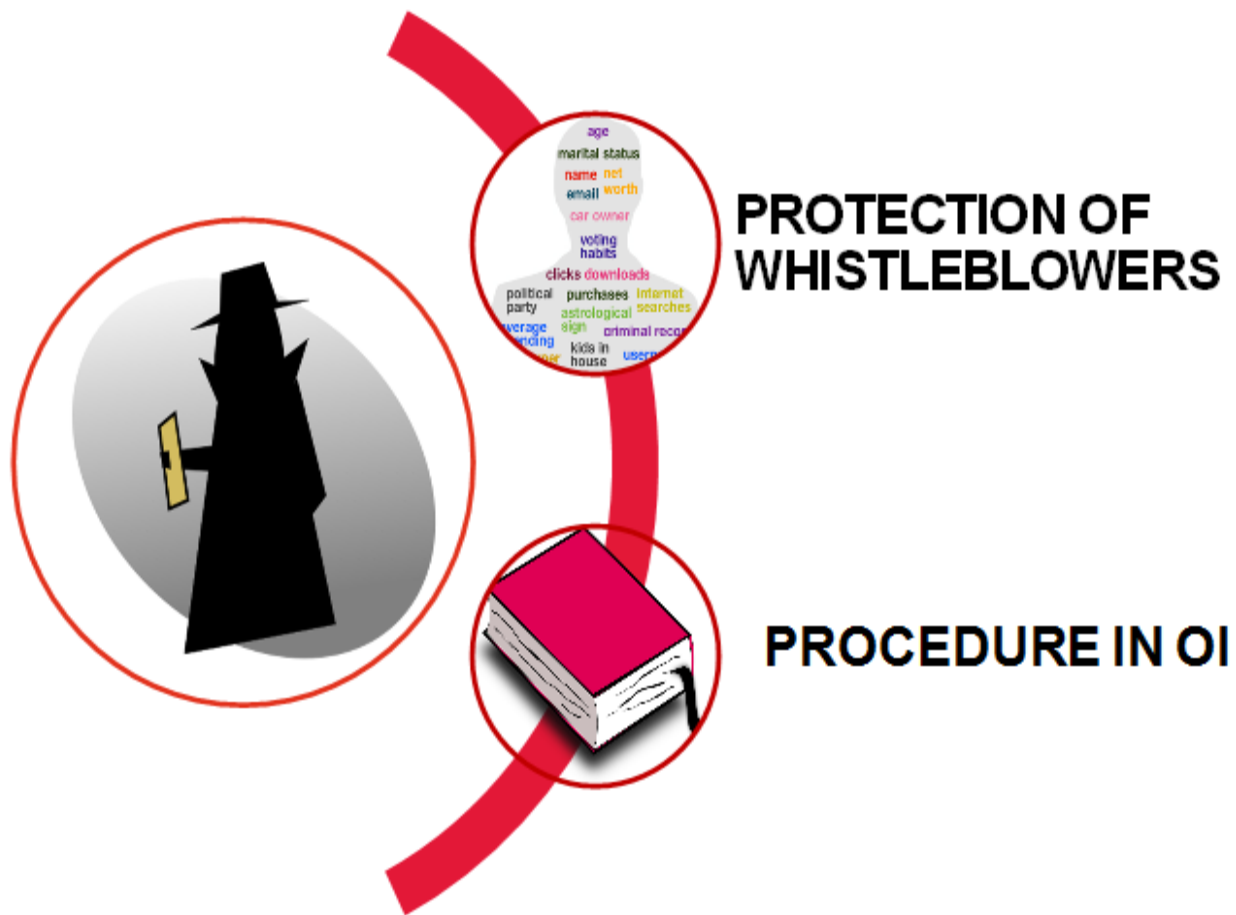 age
marital status
name net
email worth
car owner
voting
habits
clicks downloads
political purchases internet
party astrological searches
sign criminal
kids in
house
PROTECTION OF
WHISTLEBLOWERS
PROCEDURE IN OI